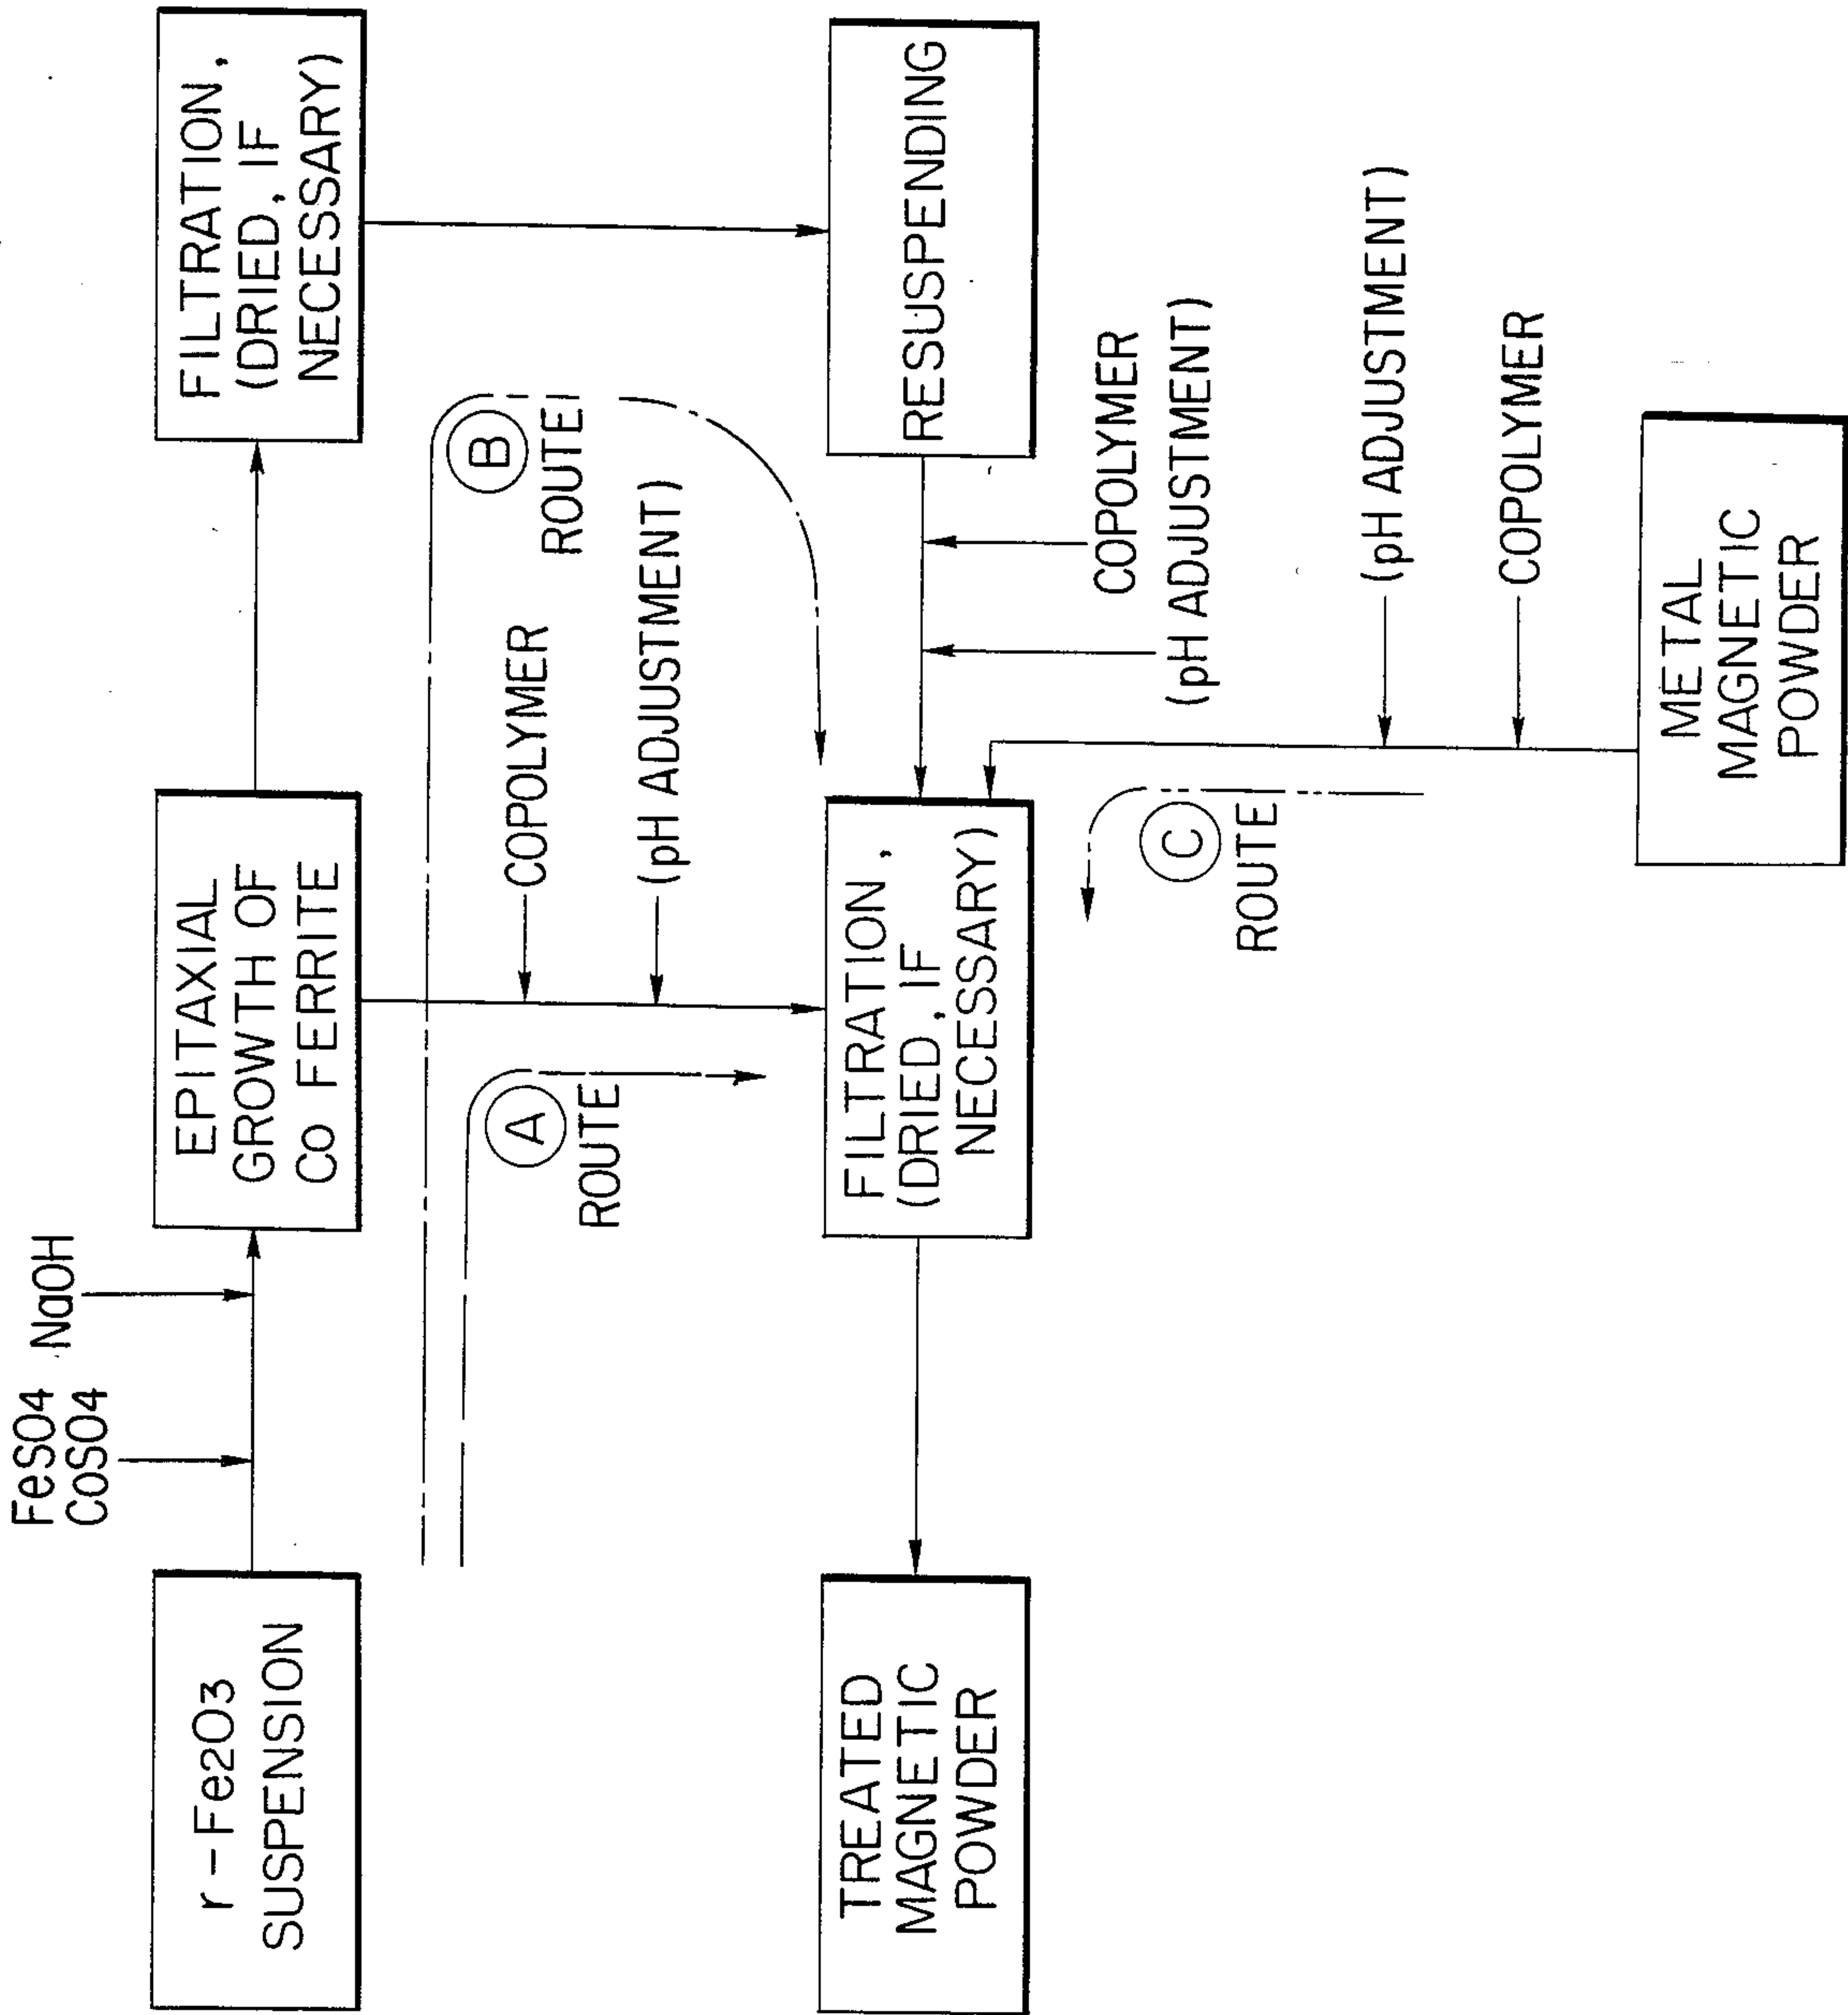 FeSO4
CoSO4
NaOH
r-Fe2O3
SUSPENSION
EPITAXIAL
GROWTH OF
Co FERRITE
FILTRATION,
(DRIED, IF
NECESSARY)
A
ROUTE
COPOLYMER
(pH ADJUSTMENT)
B
ROUTE
TREATED
MAGNETIC
POWDER
FILTRATION,
(DRIED, IF
NECESSARY)
RESUSPENDING
COPOLYMER
(pH ADJUSTMENT)
C
ROUTE
(pH ADJUSTMENT)
COPOLYMER
METAL
MAGNETIC
POWDER